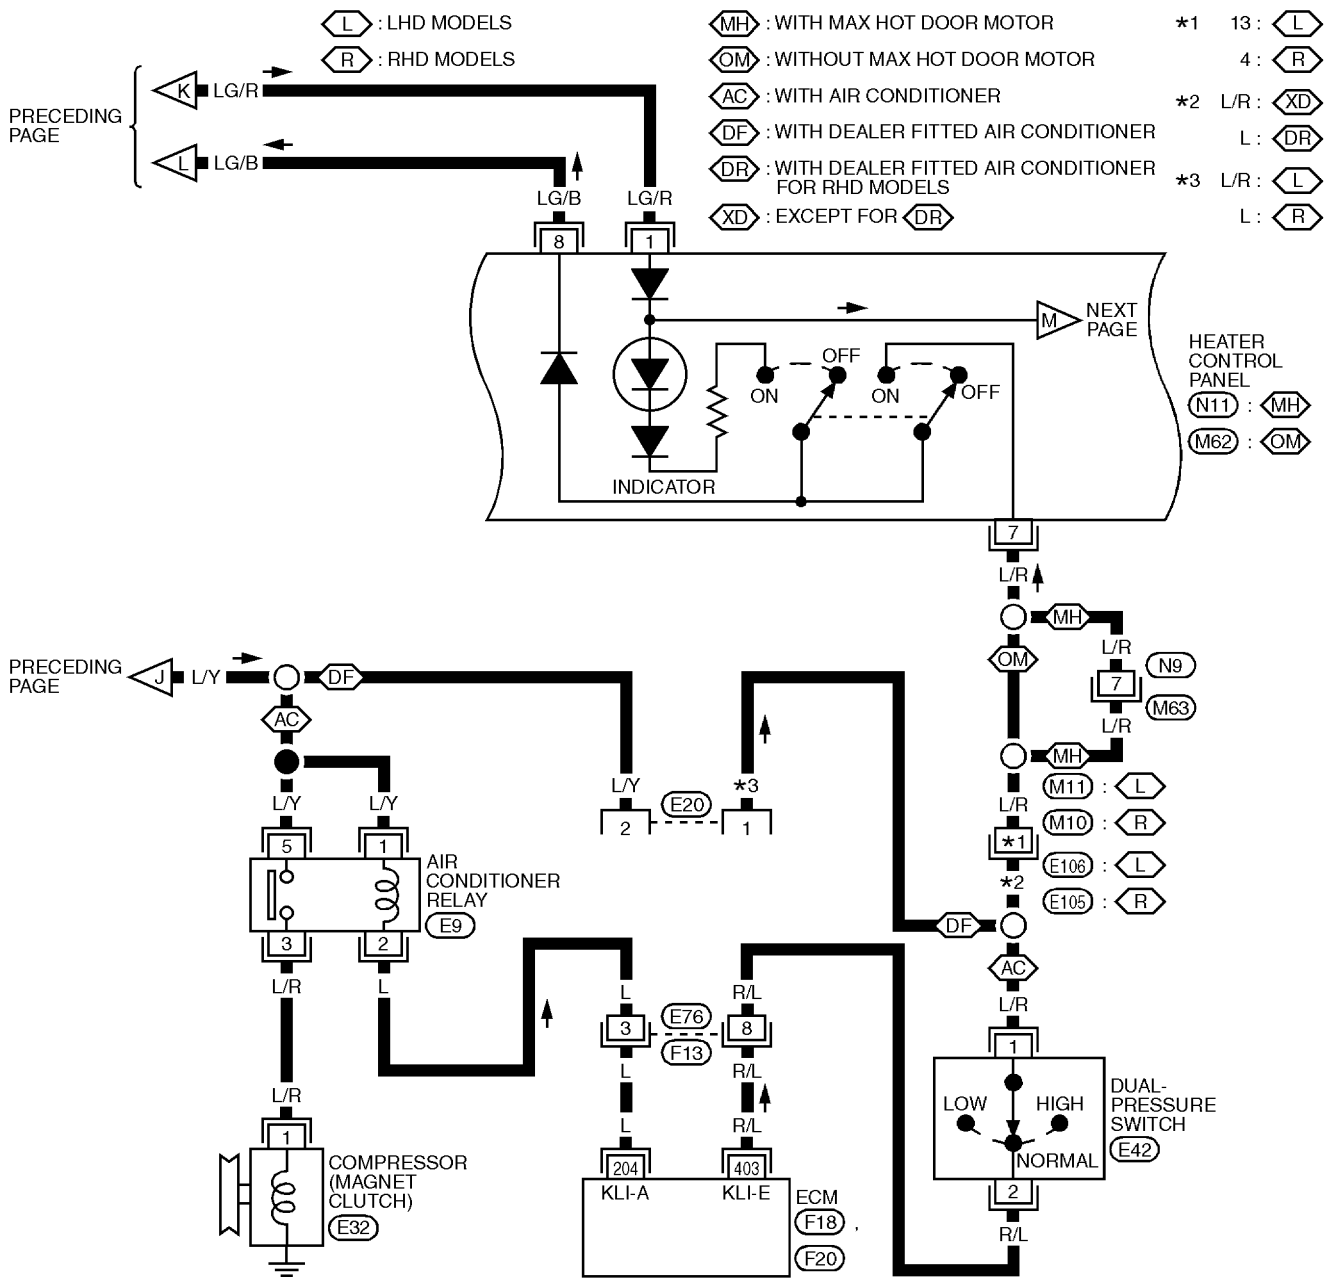 L : LHD MODELS
R : RHD MODELS
MH : WITH MAX HOT DOOR MOTOR
OM : WITHOUT MAX HOT DOOR MOTOR
AC : WITH AIR CONDITIONER
DF : WITH DEALER FITTED AIR CONDITIONER
DR : WITH DEALER FITTED AIR CONDITIONER
FOR RHD MODELS
XD : EXCEPT FOR DR
*1 13 : L
4 : R
*2 L/R : XD
L : DR
*3 L/R : L
L : R
PRECEDING
PAGE
K LG/R
L LG/B
LG/B LG/R
8 1
M NEXT
PAGE
HEATER
CONTROL
PANEL
N11 : MH
M62 : OM
ON OFF ON OFF
INDICATOR
7
L/R
MH
OM
L/R
7
N9
M63
L/R
MH
PRECEDING
PAGE
J L/Y DF
AC
L/Y L/Y
L/Y *3
E20
2 1
L/R
M11 : L
M10 : R
*1
E106 : L
*2
E105 : R
5 1
AIR
CONDITIONER
RELAY
E9
3 2
DF
AC
L/R L
L R/L
L/R
3 E76 8
F13
L R/L
1
L/R
L R/L
LOW HIGH
NORMAL
DUAL-
PRESSURE
SWITCH
E42
1
COMPRESSOR
(MAGNET
CLUTCH)
E32
204 403
KLI-A KLI-E
ECM
F18 ,
F20
2
R/L